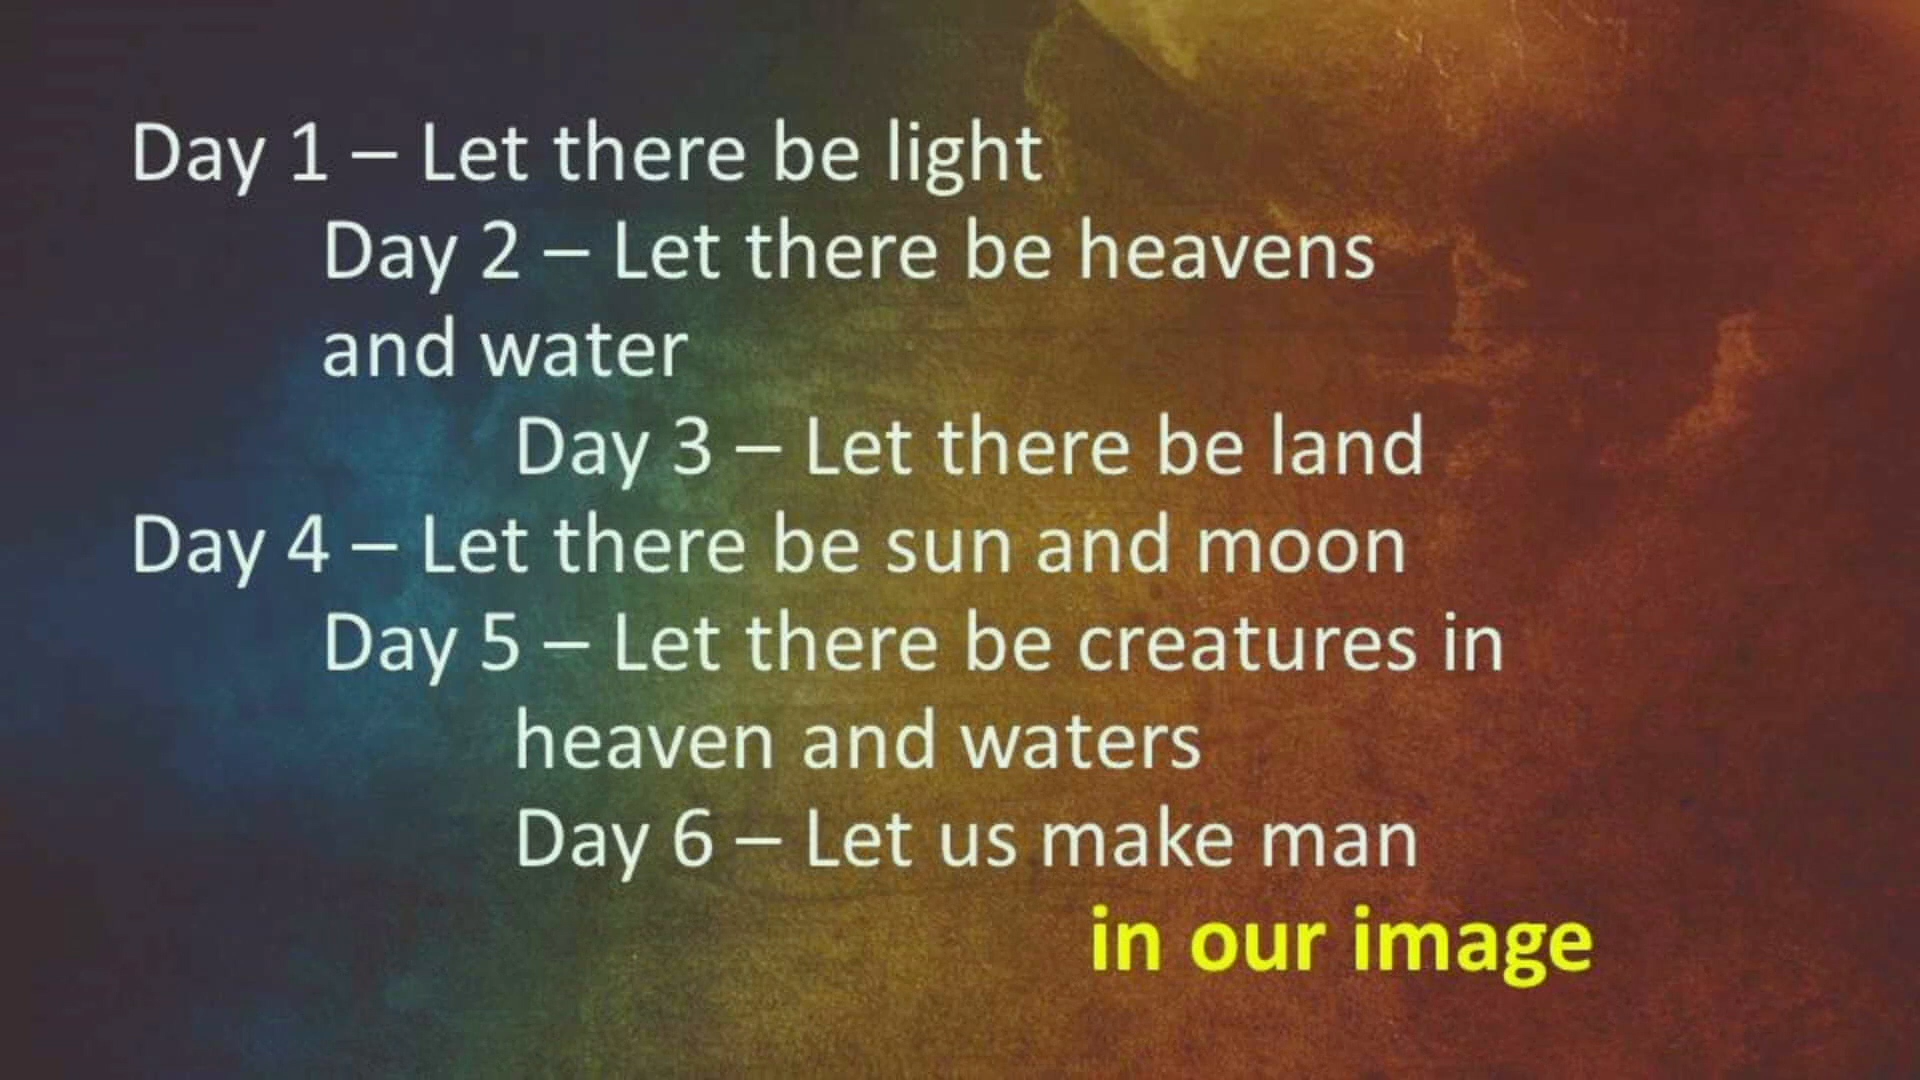 Day 1 – Let there be light
Day 2 – Let there be heavens
and water
Day 3 – Let there be land
Day 4 – Let there be sun and moon
Day 5 – Let there be creatures in
heaven and waters
Day 6 – Let us make man
in our image